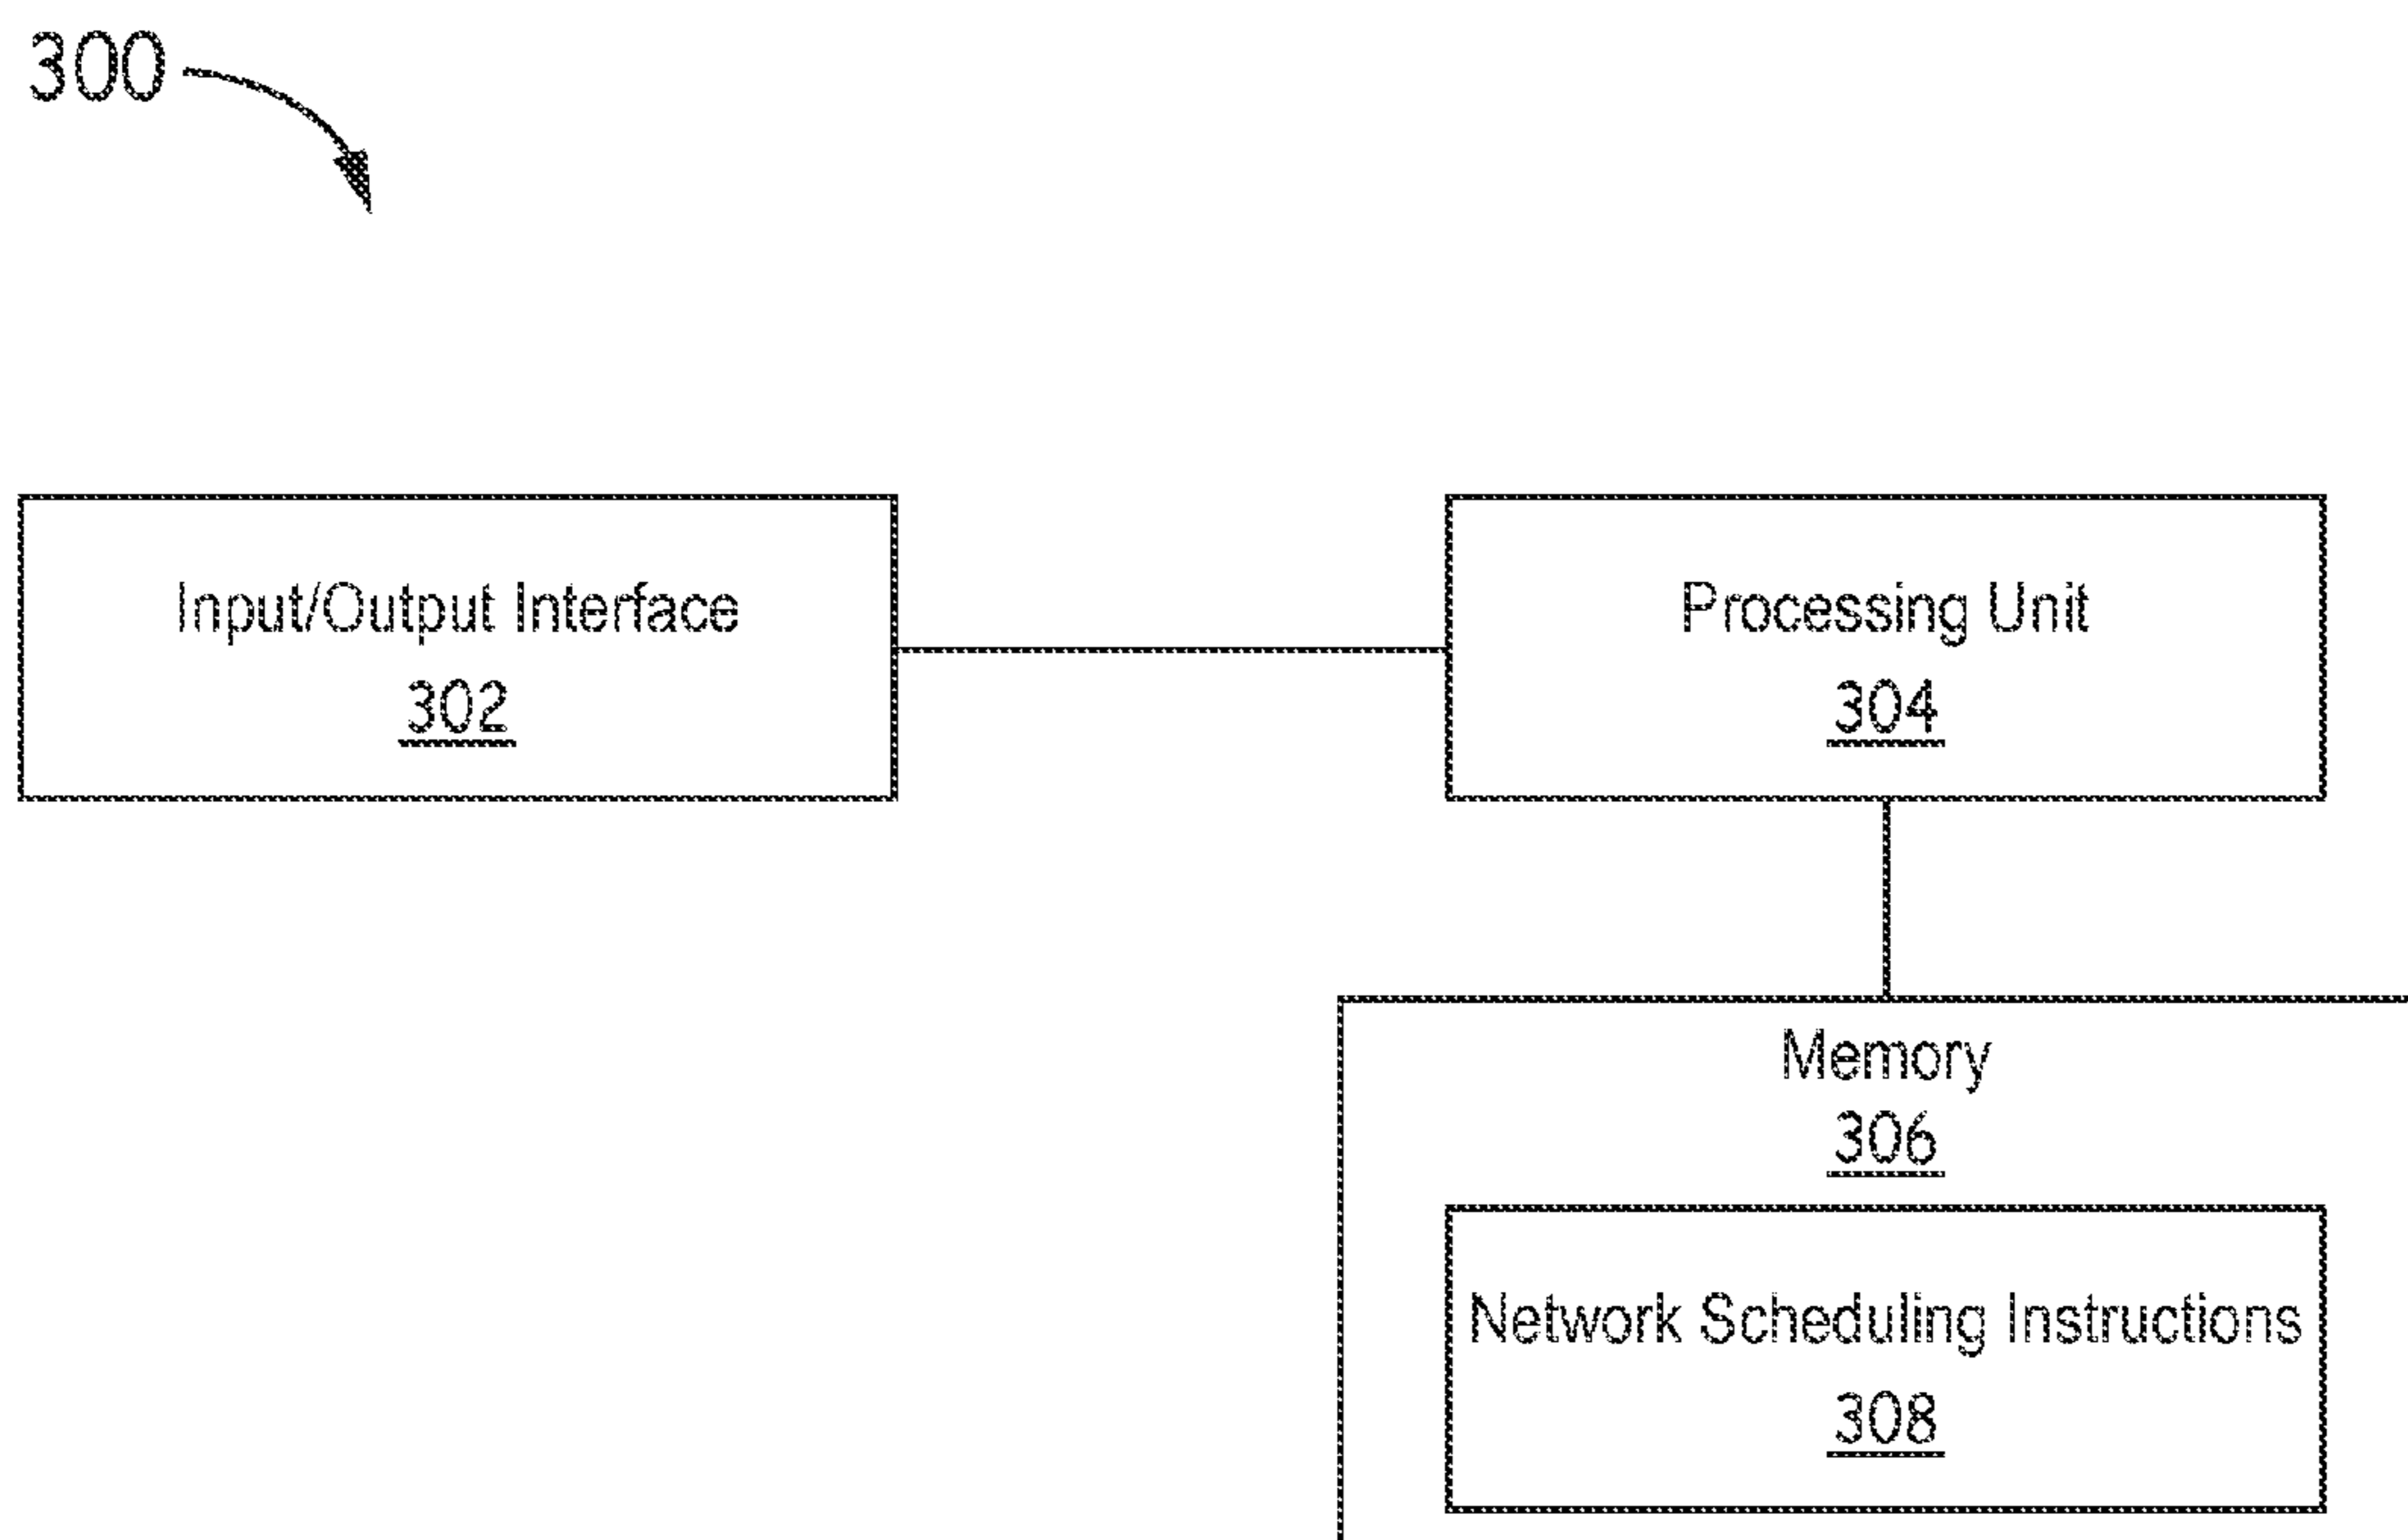 300
Input/Output Interface
302
Processing Unit
304
Memory
306
Network Scheduling Instructions
308